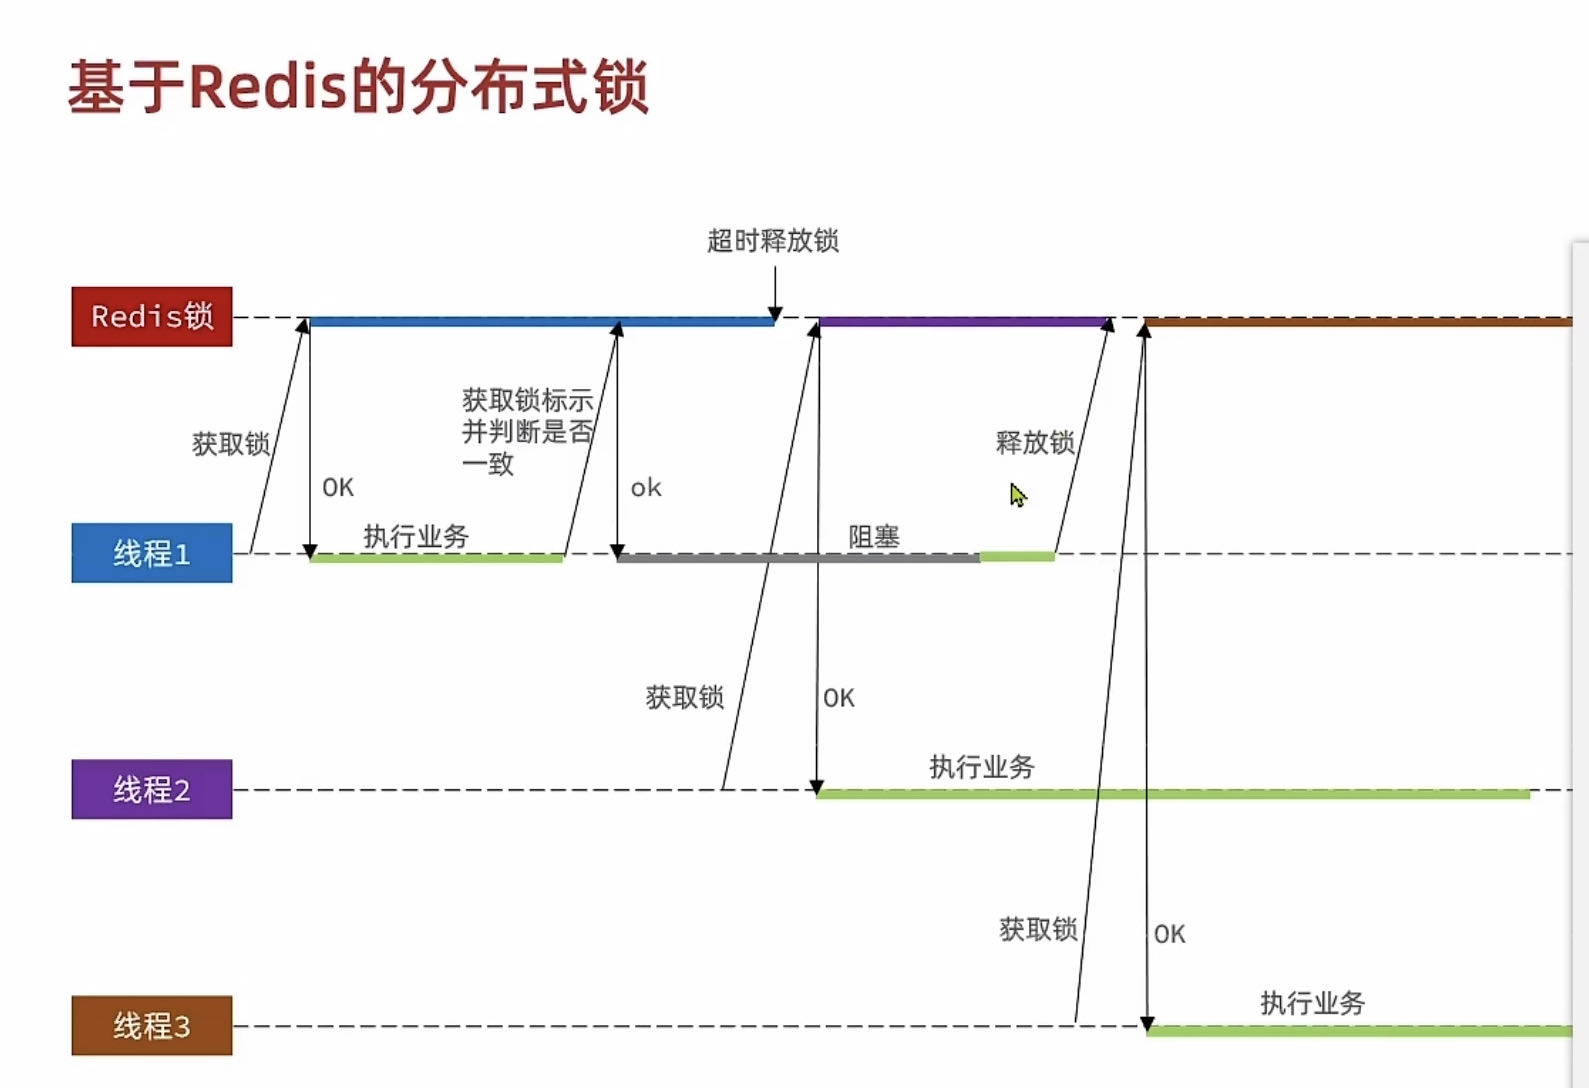 基于Redis的分布式锁
超时释放锁
Redis锁
获取锁标示
并判断是否
一致
获取锁
释放锁
OK
ok
执行业务
阻塞
线程1
获取锁
OK
执行业务
线程2
获取锁
OK
执行业务
线程3